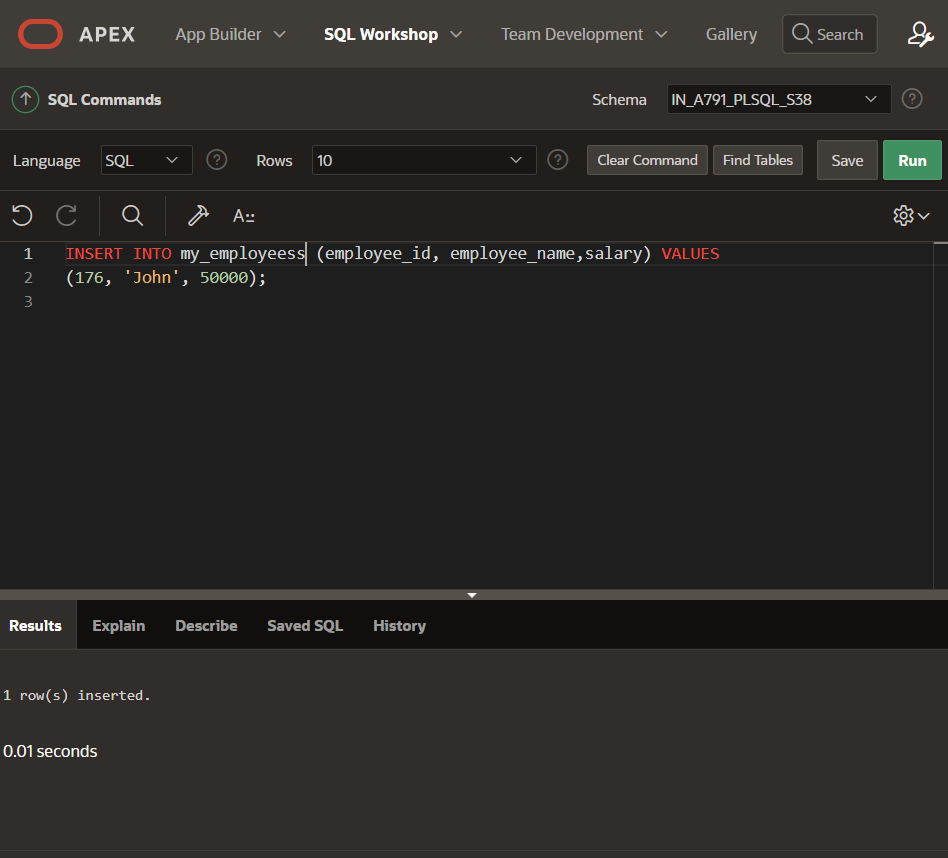 APEX App Builder SQL Workshop Team Development Gallery Search
SQL Commands Schema IN_A791_PLSQL_S38 ?
Language SQL ? Rows 10 ? Clear Command Find Tables Save Run
A::
1 INSERT INTO my_employeess (employee_id, employee_name,salary) VALUES
2 (176, 'John', 50000);
3
Results Explain Describe Saved SQL History
1 row(s) inserted.
0.01 seconds